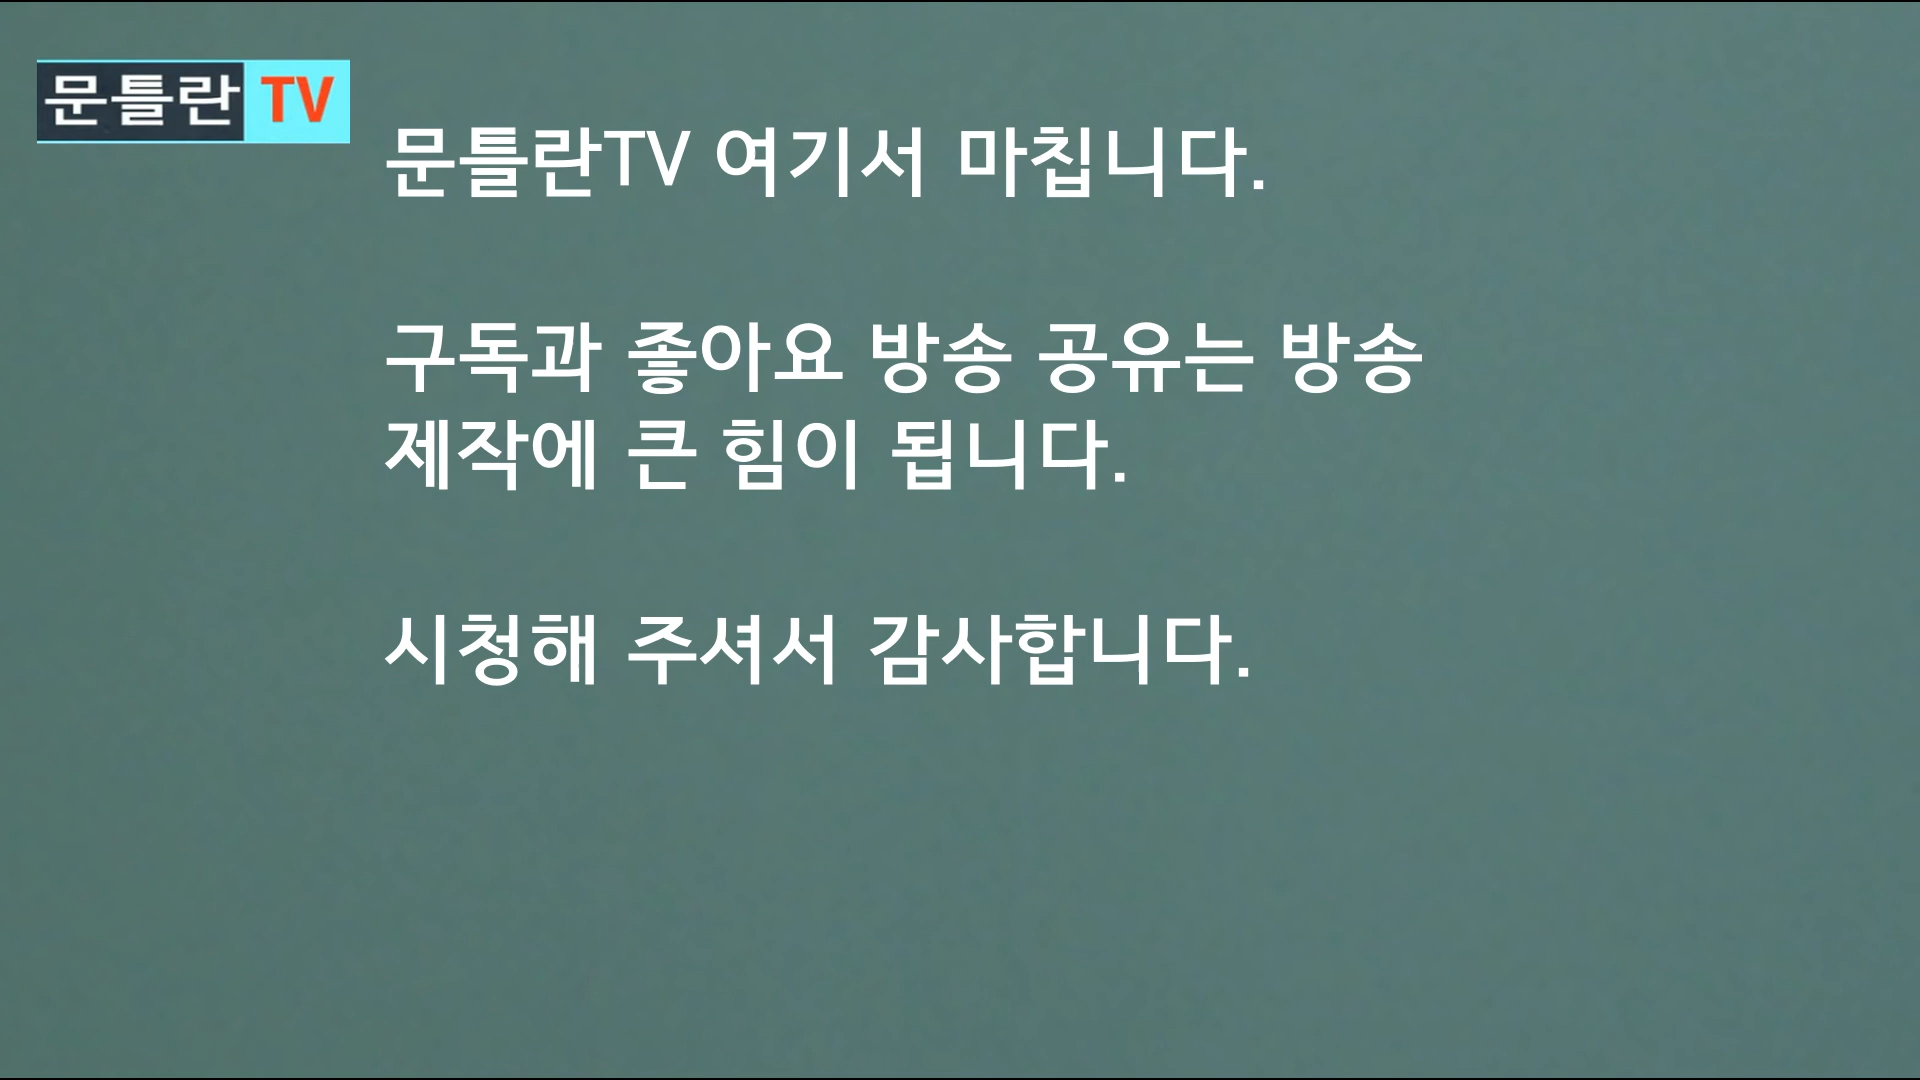 문틀란 TV
문틀란TV 여기서 마칩니다.
구독과 좋아요 방송 공유는 방송
제작에 큰 힘이 됩니다.
시청해 주셔서 감사합니다.